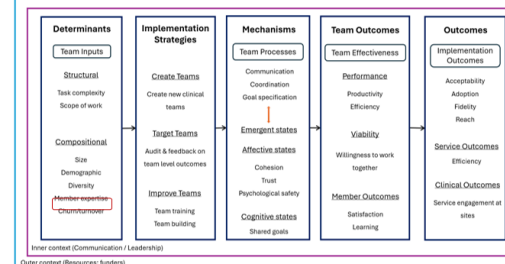 Determinants
Team Inputs
Structural
Task complexity
Scope of work
Compositional
Size
Demographic
Diversity
Member expertise
Churn/turnover
Implementation
Strategies
Create Teams
Create new clinical
teams
Target Teams
Audit & feedback on
team level outcomes
Improve Teams
Team training
Team building
Mechanisms
Team Processes
Communication
Coordination
Goal specification
Emergent states
Affective states
Cohesion
Trust
Psychological safety
Cognitive states
Shared goals
Team Outcomes
Team Effectiveness
Performance
Productivity
Efficiency
Viability
Willingness to work
together
Member Outcomes
Satisfaction
Learning
Outcomes
Implementation
Outcomes
Acceptability
Adoption
Fidelity
Reach
Service Outcomes
Efficiency
Clinical Outcomes
Service engagement at
sites
Inner context (Communication / Leadership)
Outer context (Resources; funders)